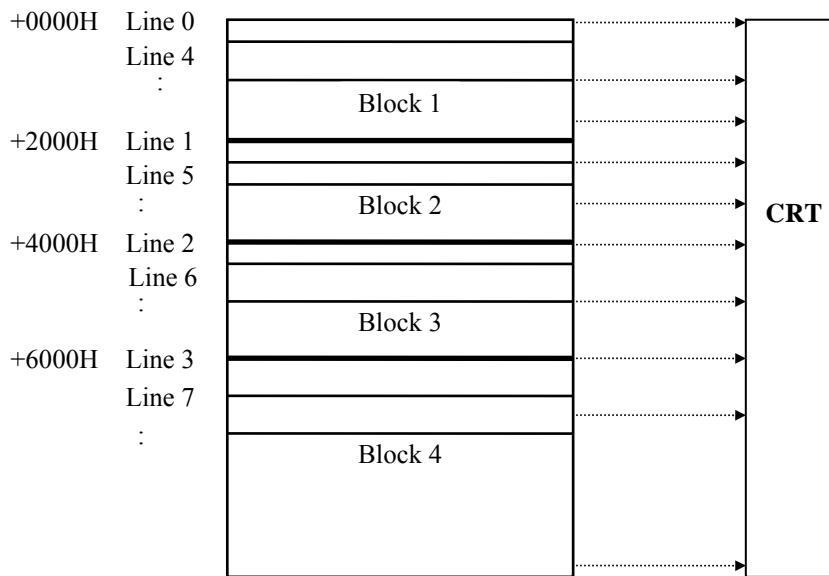 +0000H Line 0
Line 4
:
Block 1
+2000H Line 1
Line 5
:
Block 2
CRT
+4000H Line 2
Line 6
:
Block 3
+6000H Line 3
Line 7
:
Block 4